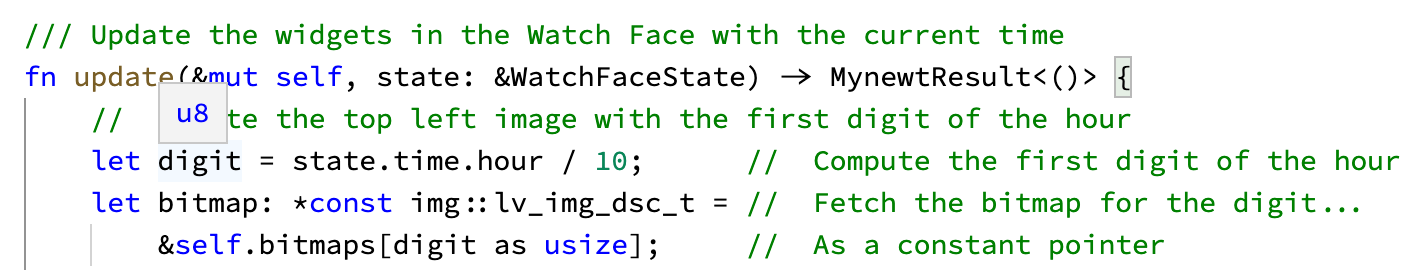 /// Update the widgets in the Watch Face with the current time
fn update(&mut self, state: &WatchFaceState) -> MynewtResult<()> {
u8
// te the top left image with the first digit of the hour
let digit = state.time.hour / 10; // Compute the first digit of the hour
let bitmap: *const img::lv_img_dsc_t = // Fetch the bitmap for the digit...
&self.bitmaps[digit as usize]; // As a constant pointer